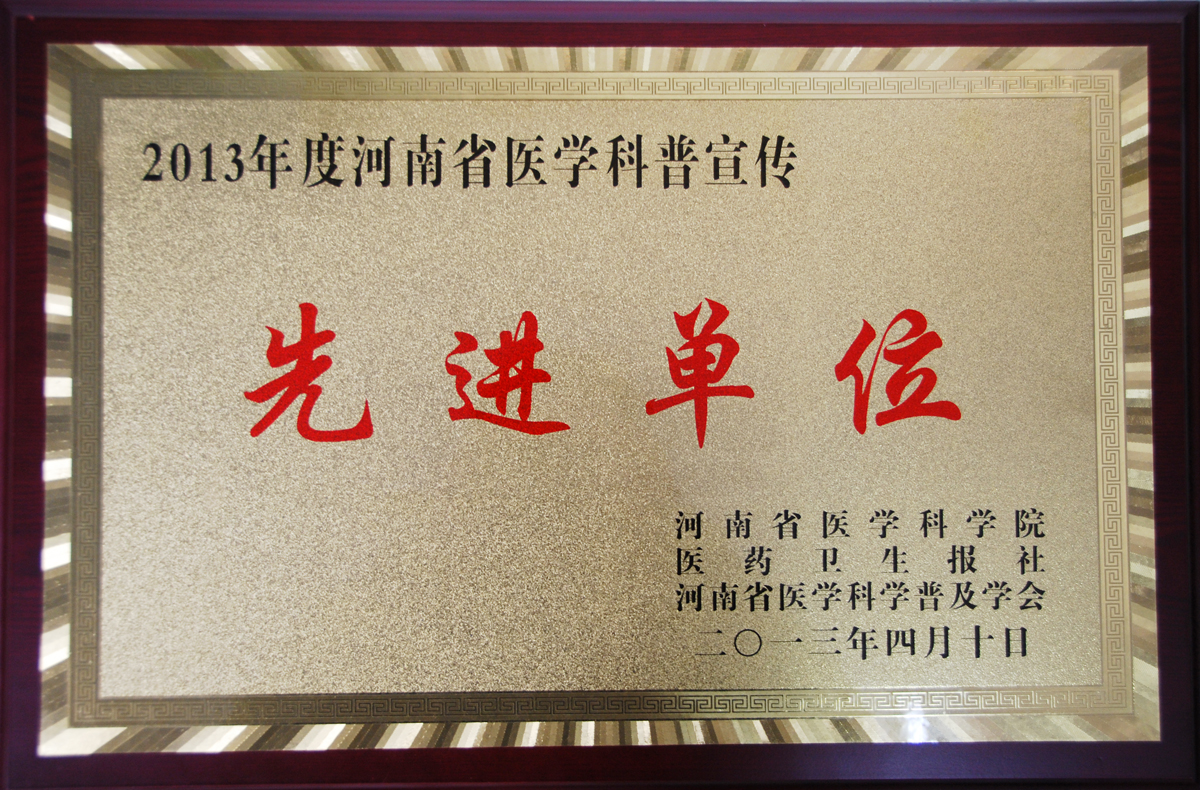 2013年度河南省医学科普宣传
先进单位
河南省医学科学院
医药卫生报社
河南省医学科学普及学会
二〇一三年四月十日